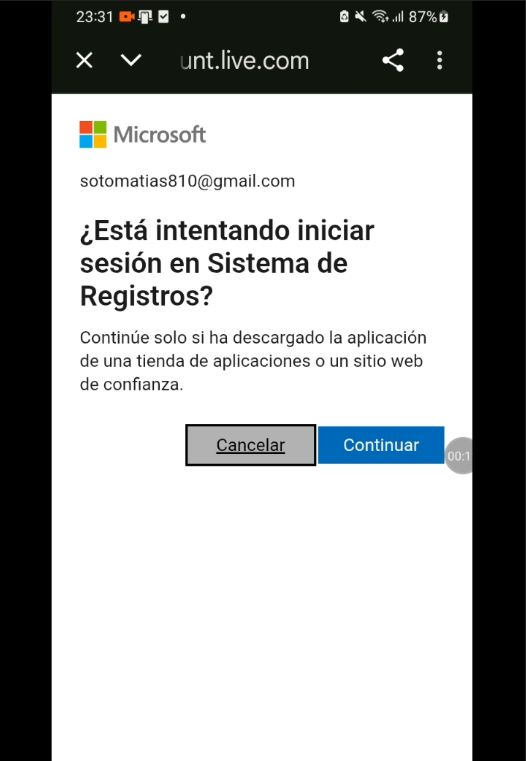 23:31
87%
unt.live.com
Microsoft
sotomatias810@gmail.com
¿Está intentando iniciar
sesión en Sistema de
Registros?
Continúe solo si ha descargado la aplicación
de una tienda de aplicaciones o un sitio web
de confianza.
Cancelar
Continuar
00:1